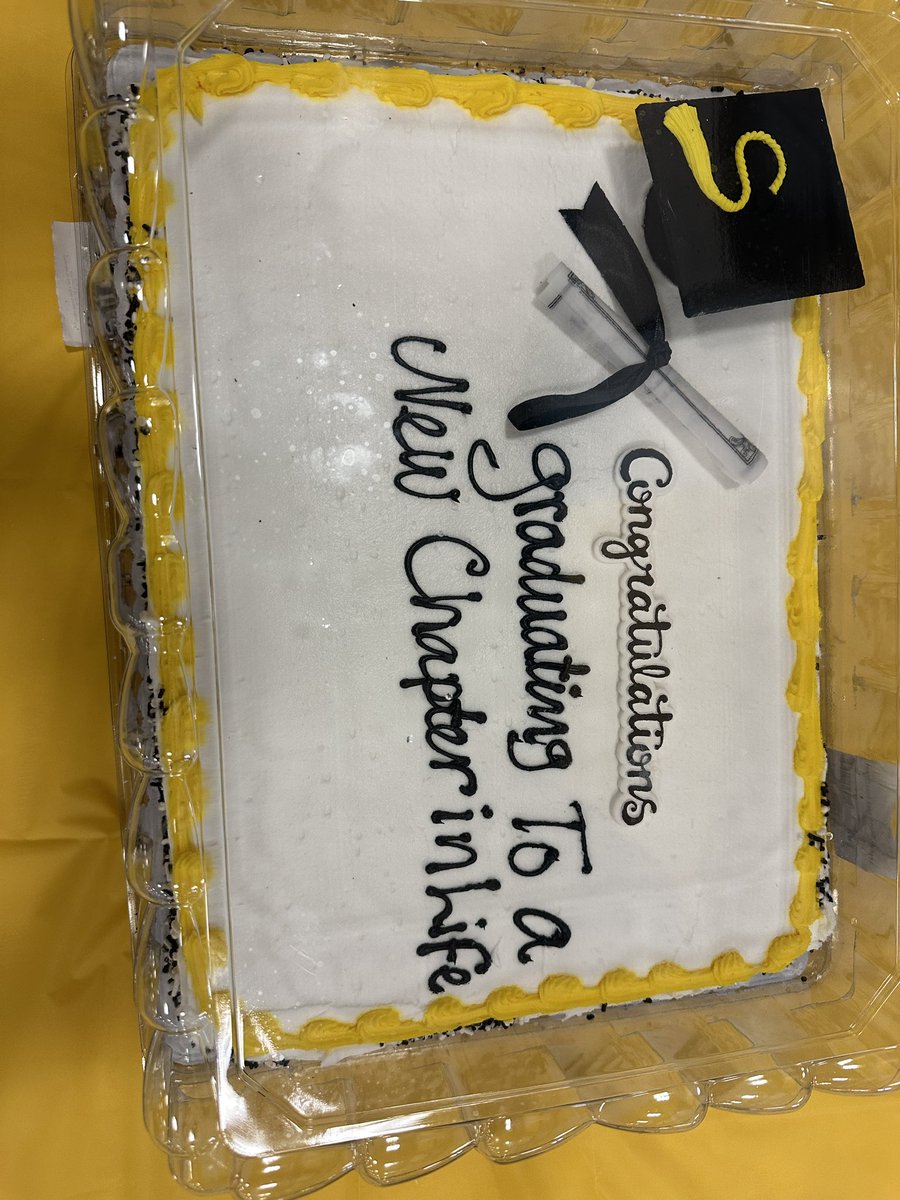 Congratulations
graduating To a
New Chapter in Life